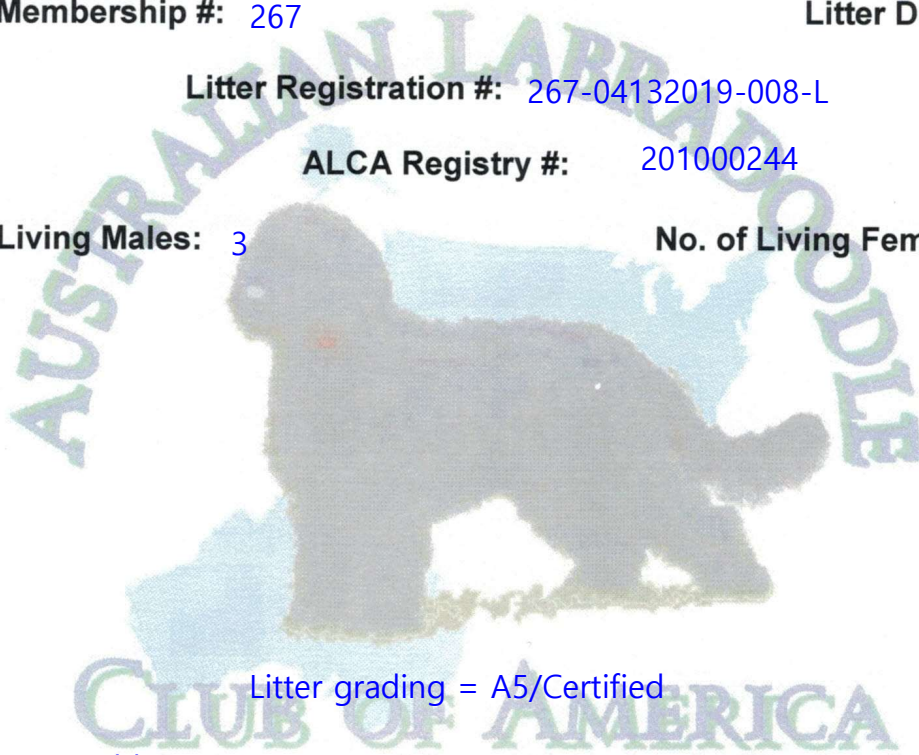 Membership #: 267 Litter D
Litter Registration #: 267-04132019-008-L
ALCA Registry #: 201000244
Living Males: 3 No. of Living Fem
AUSTRALIAN LABRADOODLE
Litter grading = A5/Certified
CLUB OF AMERICA